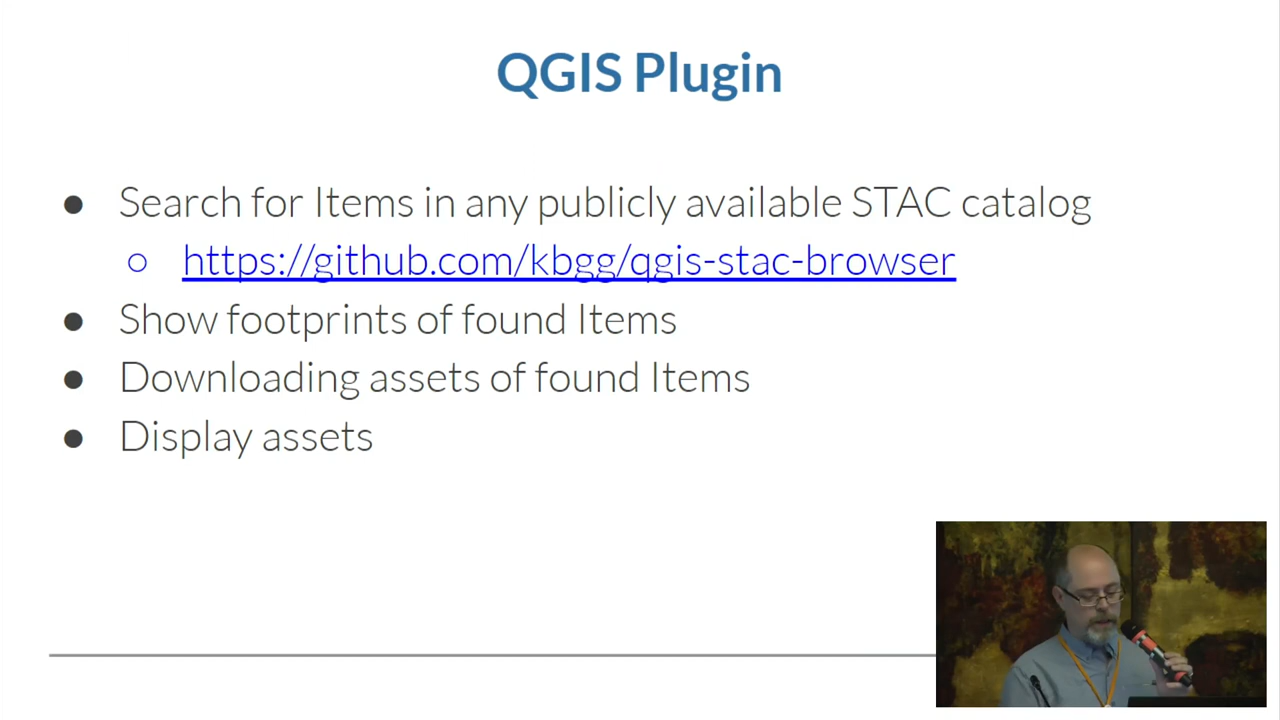 QGIS Plugin
● Search for Items in any publicly available STAC catalog
○ https://github.com/kbgg/qgis-stac-browser
● Show footprints of found Items
● Downloading assets of found Items
● Display assets